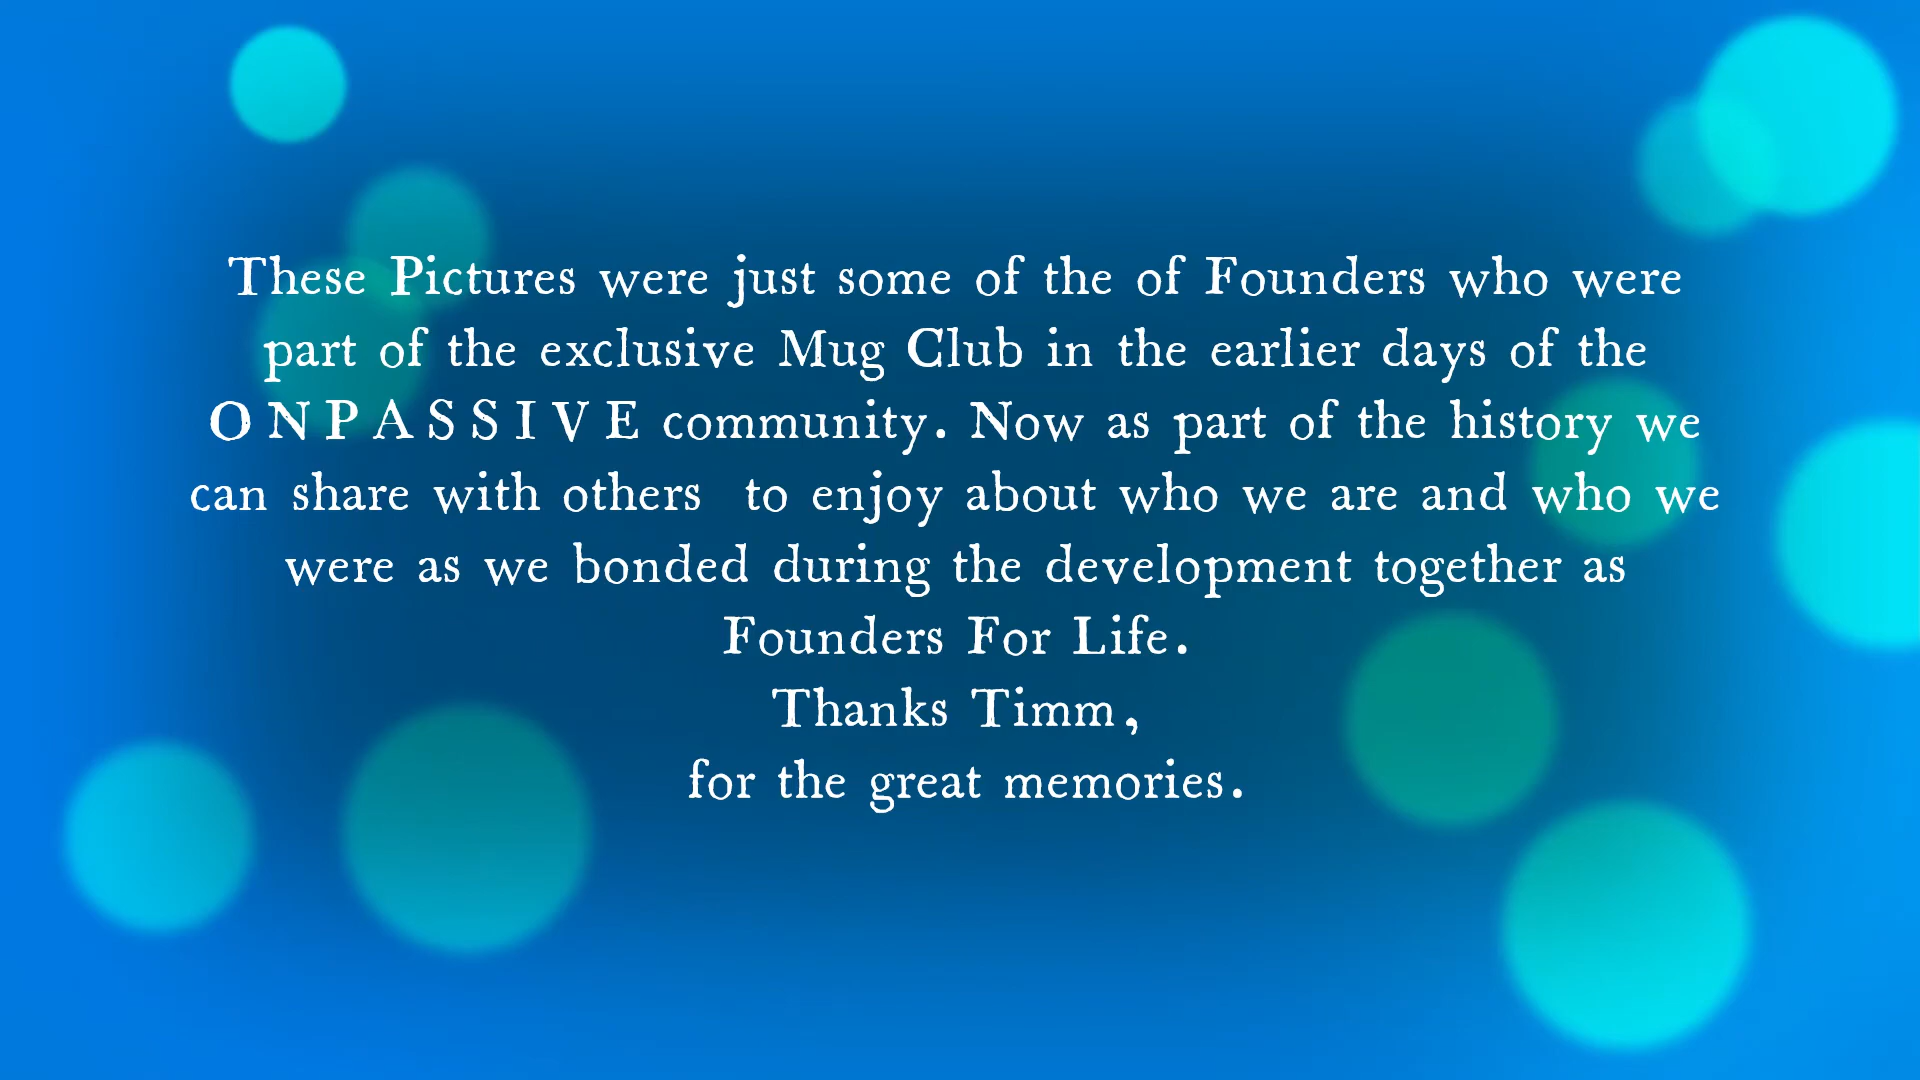 These Pictures were just some of the of Founders who were
part of the exclusive Mug Club in the earlier days of the
O N P A S S I V E community. Now as part of the history we
can share with others  to enjoy about who we are and who we
were as we bonded during the development together as
Founders For Life.
Thanks Timm,
for the great memories.